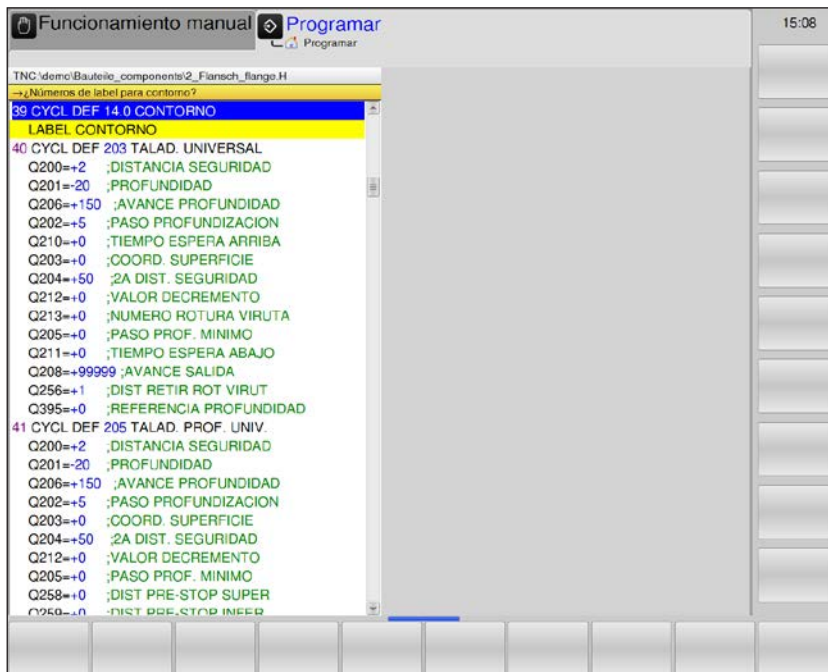 Funcionamiento manual
Programar
Programar
15:08
TNC:\demo\Bauteile_components\2_Flansch_flange.H
→¿Números de label para contorno?
39 CYCL DEF 14.0 CONTORNO
LABEL CONTORNO
40 CYCL DEF 203 TALAD. UNIVERSAL
Q200=+2 ;DISTANCIA SEGURIDAD
Q201=-20 ;PROFUNDIDAD
Q206=+150 ;AVANCE PROFUNDIDAD
Q202=+5 ;PASO PROFUNDIZACION
Q210=+0 ;TIEMPO ESPERA ARRIBA
Q203=+0 ;COORD. SUPERFICIE
Q204=+50 ;2A DIST. SEGURIDAD
Q212=+0 ;VALOR DECREMENTO
Q213=+0 ;NUMERO ROTURA VIRUTA
Q205=+0 ;PASO PROF. MINIMO
Q211=+0 ;TIEMPO ESPERA ABAJO
Q208=+99999 ;AVANCE SALIDA
Q256=+1 ;DIST RETIR ROT VIRUT
Q395=+0 ;REFERENCIA PROFUNDIDAD
41 CYCL DEF 205 TALAD. PROF. UNIV.
Q200=+2 ;DISTANCIA SEGURIDAD
Q201=-20 ;PROFUNDIDAD
Q206=+150 ;AVANCE PROFUNDIDAD
Q202=+5 ;PASO PROFUNDIZACION
Q203=+0 ;COORD. SUPERFICIE
Q204=+50 ;2A DIST. SEGURIDAD
Q212=+0 ;VALOR DECREMENTO
Q205=+0 ;PASO PROF. MINIMO
Q258=+0 ;DIST PRE-STOP SUPER
Q259=+0 ;DIST PRE-STOP INFER